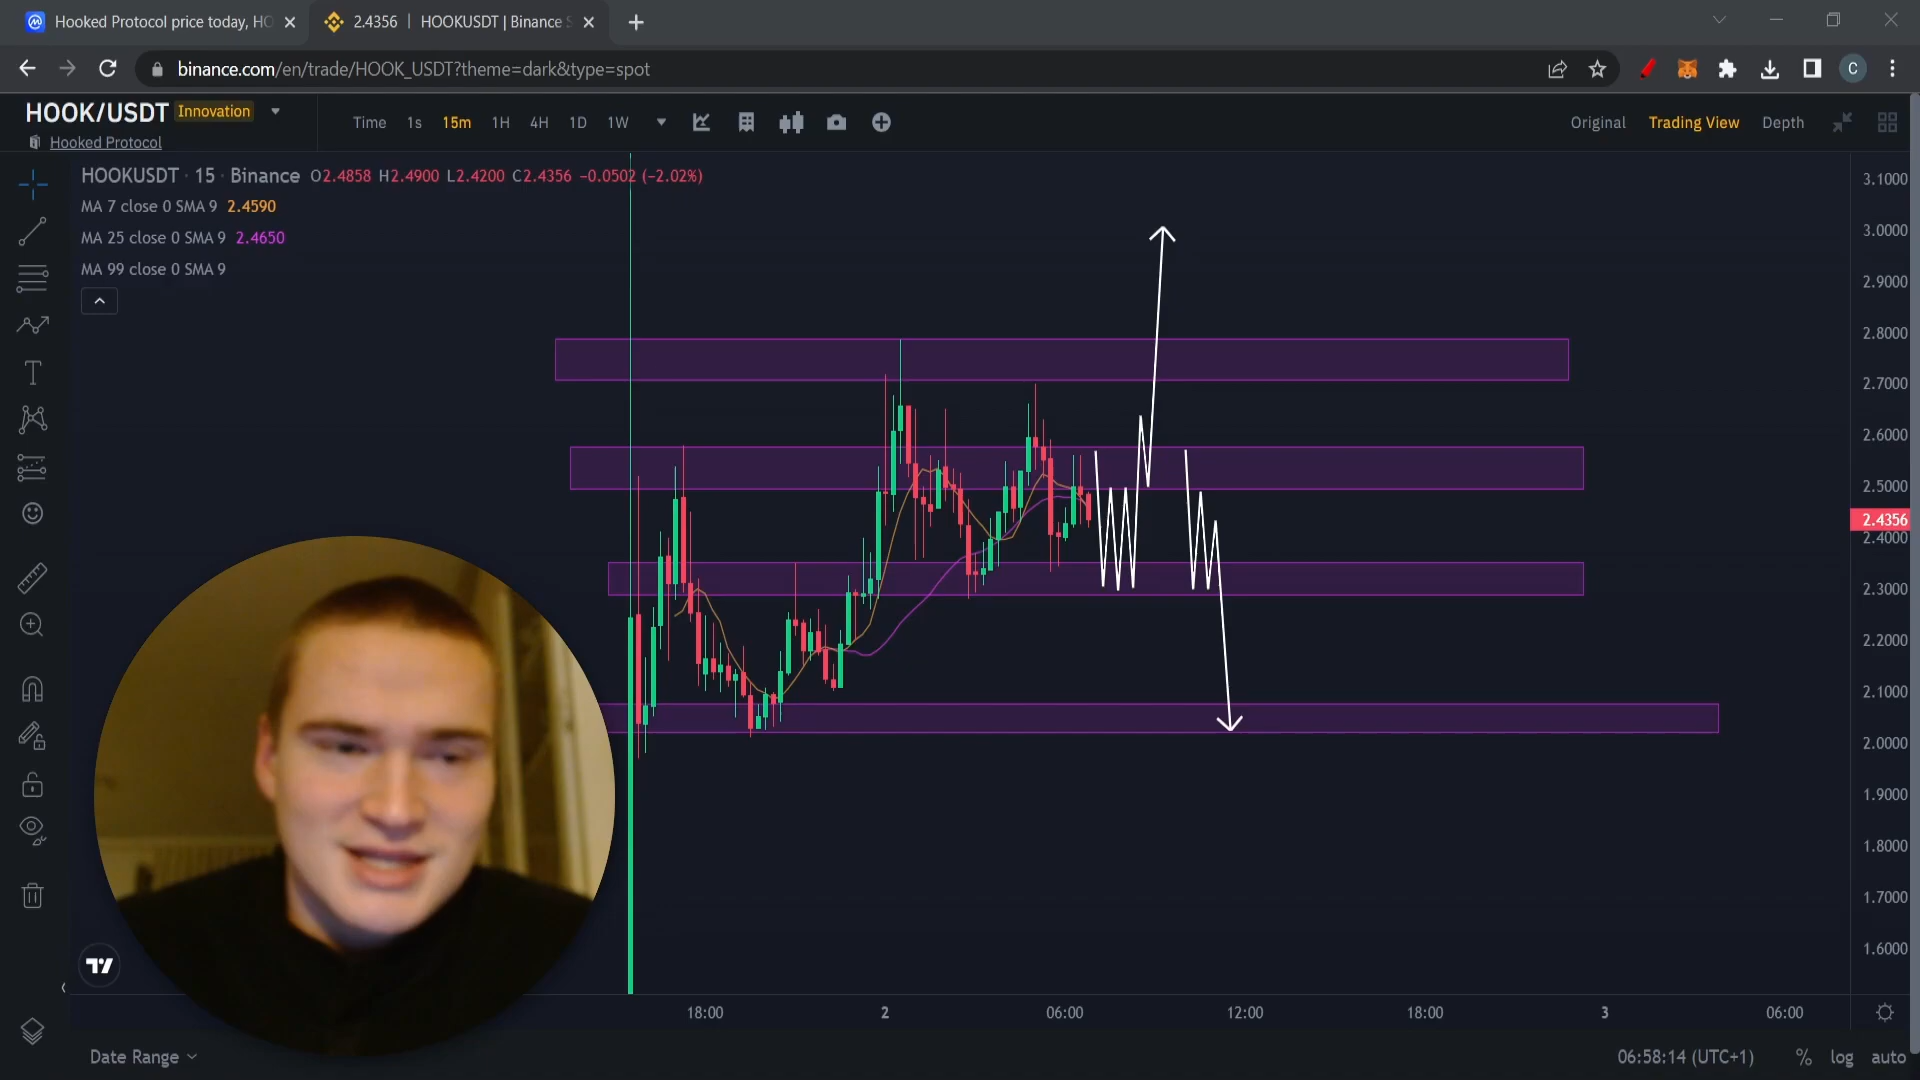 Hooked Protocol price today, HO
2.4356 | HOOKUSDT | Binance S
binance.com/en/trade/HOOK_USDT?theme=dark&type=spot
C
HOOK/USDT Innovation
Hooked Protocol
Time 1s 15m 1H 4H 1D 1W
Original Trading View Depth
HOOKUSDT · 15 · Binance O2.4858 H2.4900 L2.4200 C2.4356 −0.0502 (−2.02%)
MA 7 close 0 SMA 9 2.4590
MA 25 close 0 SMA 9 2.4650
MA 99 close 0 SMA 9
3.1000
3.0000
2.9000
2.8000
2.7000
2.6000
2.5000
2.4356
2.4000
2.3000
2.2000
2.1000
2.0000
1.9000
1.8000
1.7000
1.6000
18:00 2 06:00 12:00 18:00 3 06:00
Date Range
06:58:14 (UTC+1) % log auto